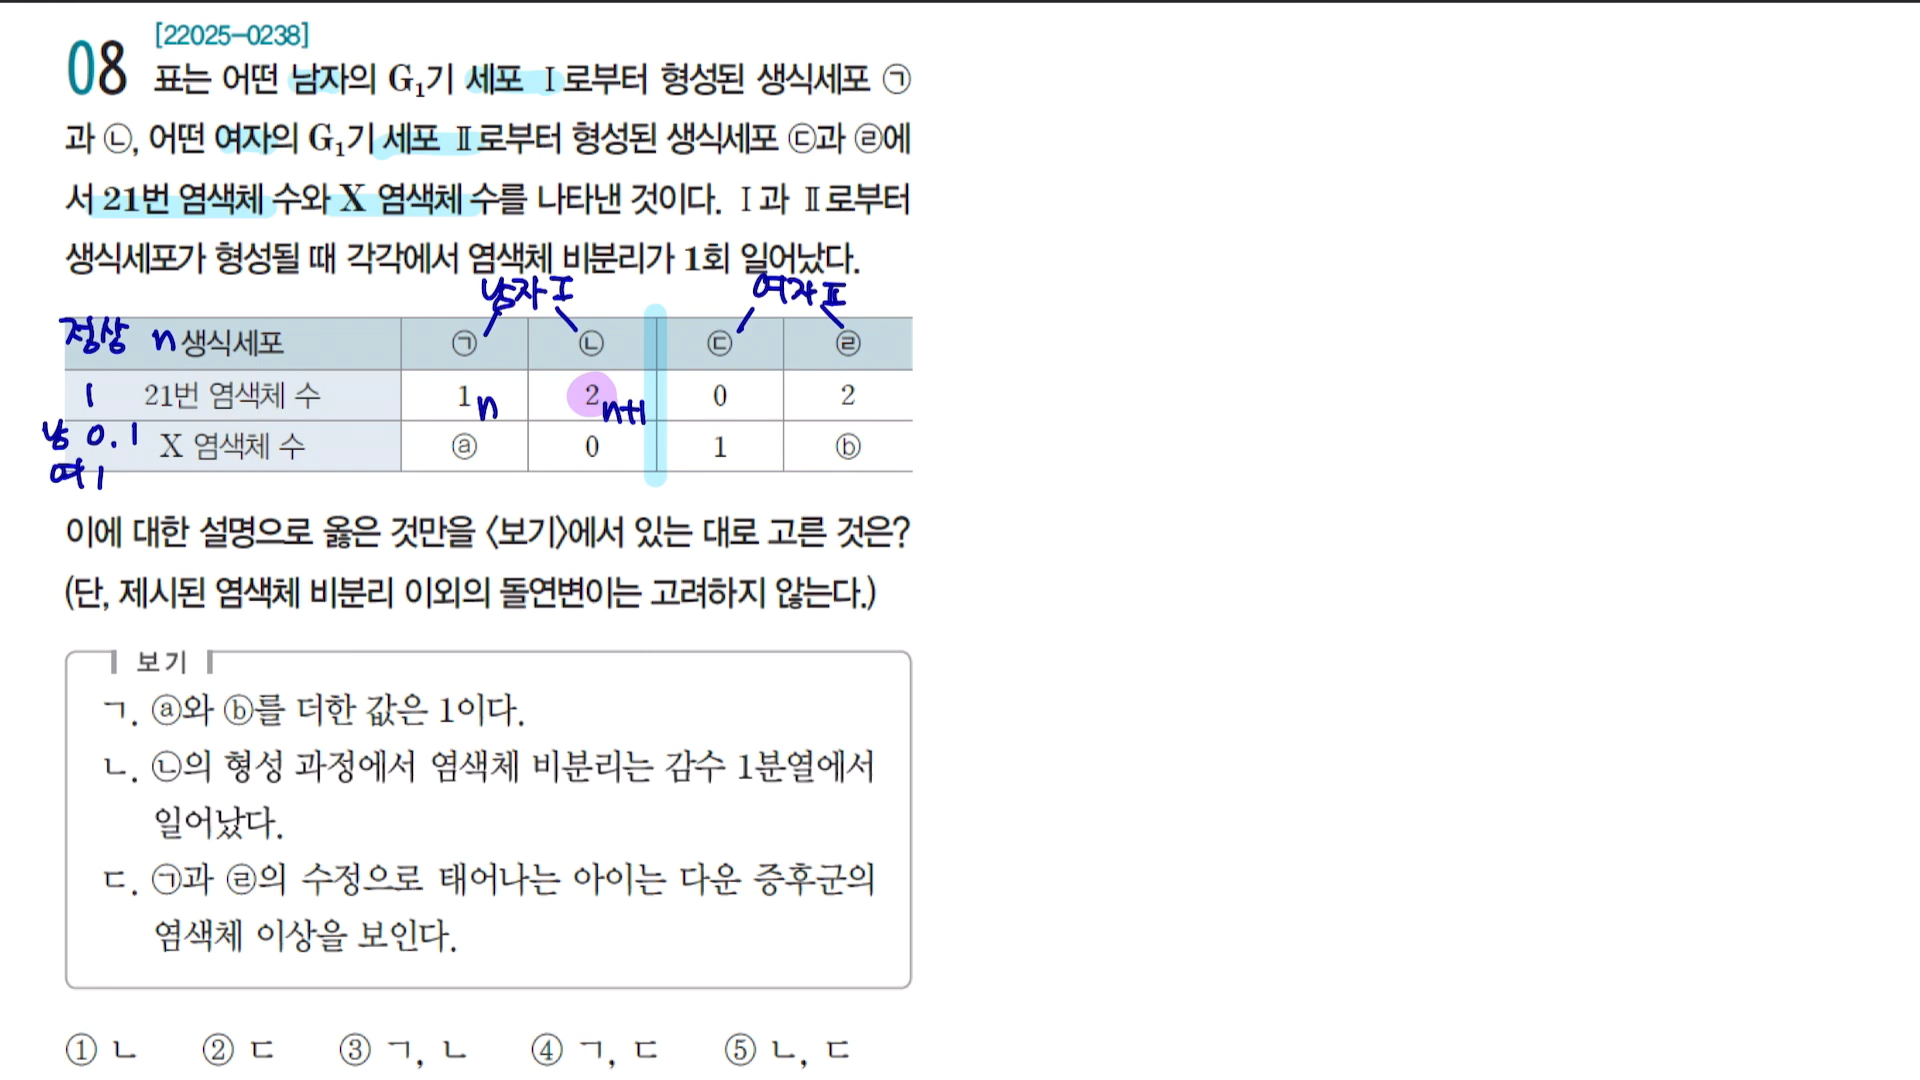 [22025-0238]
08 표는 어떤 남자의 G₁기 세포 Ⅰ로부터 형성된 생식세포 ㉠
과 ㉡, 어떤 여자의 G₁기 세포 Ⅱ로부터 형성된 생식세포 ㉢과 ㉣에
서 21번 염색체 수와 X 염색체 수를 나타낸 것이다. Ⅰ과 Ⅱ로부터
생식세포가 형성될 때 각각에서 염색체 비분리가 1회 일어났다.
남자 Ⅰ 여자 Ⅱ
정상 n 생식세포 ㉠ ㉡ ㉢ ㉣
1 21번 염색체 수 1 n 2 n+1 0 2
남 0, 1 X 염색체 수 ⓐ 0 1 ⓑ
여 1
이에 대한 설명으로 옳은 것만을 <보기>에서 있는 대로 고른 것은?
(단, 제시된 염색체 비분리 이외의 돌연변이는 고려하지 않는다.)
보기
ㄱ. ⓐ와 ⓑ를 더한 값은 1이다.
ㄴ. ㉡의 형성 과정에서 염색체 비분리는 감수 1분열에서
일어났다.
ㄷ. ㉠과 ㉣의 수정으로 태어나는 아이는 다운 증후군의
염색체 이상을 보인다.
① ㄴ ② ㄷ ③ ㄱ, ㄴ ④ ㄱ, ㄷ ⑤ ㄴ, ㄷ